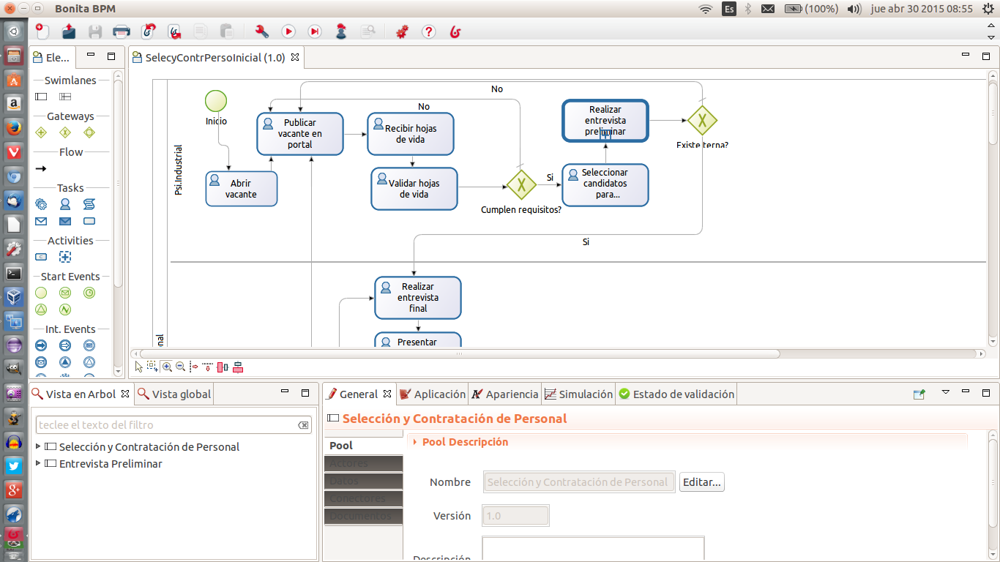 Bonita BPM
Es
(100%)
jue abr 30 2015 08:55
Ele...
SelecyContrPersoInicial (1.0)
Swimlanes
Gateways
Flow
Tasks
Activities
Start Events
Int. Events
Psi.Industrial
Inicio
Abrir
vacante
Publicar
vacante en
portal
Recibir hojas
de vida
Validar hojas
de vida
No
No
Cumplen requisitos?
Si
Seleccionar
candidatos
para...
Realizar
entrevista
preliminar
Existe terna?
Si
nal
Realizar
entrevista
final
Presentar
Vista en Arbol
Vista global
teclee el texto del filtro
Selección y Contratación de Personal
Entrevista Preliminar
General
Aplicación
Apariencia
Simulación
Estado de validación
Selección y Contratación de Personal
Pool
Actores
Datos
Conectores
Documentos
Pool Descripción
Nombre
Selección y Contratación de Personal
Editar...
Versión
1.0
Descripción